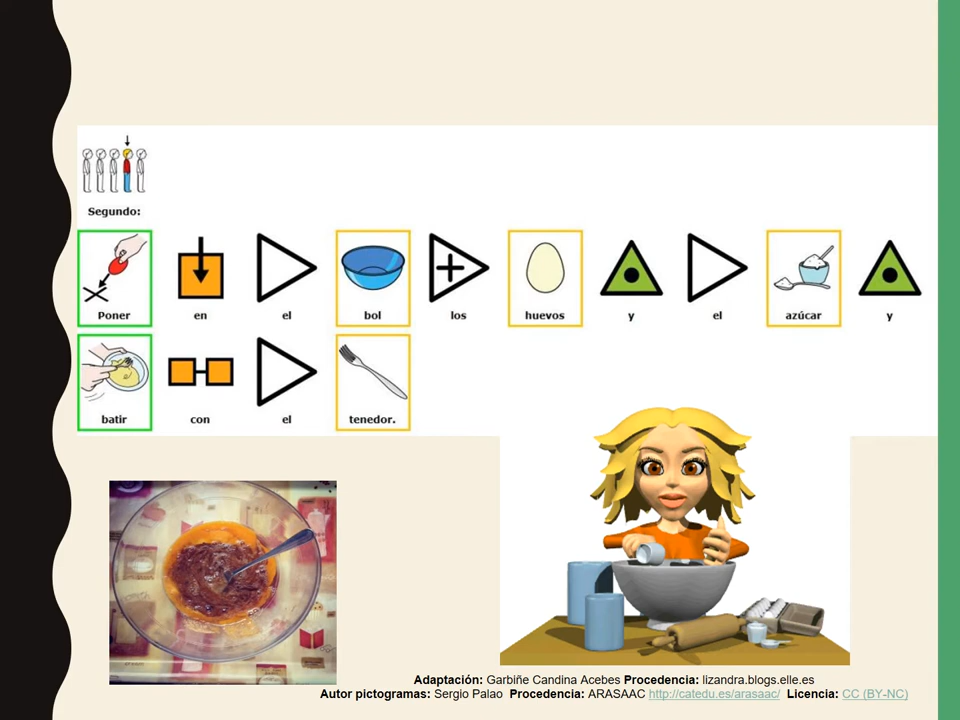 Segundo:
Poner en el bol los huevos y el azúcar y
batir con el tenedor.
Adaptación: Garbiñe Candina Acebes Procedencia: lizandra.blogs.elle.es
Autor pictogramas: Sergio Palao Procedencia: ARASAAC http://catedu.es/arasaac/ Licencia: CC (BY-NC)